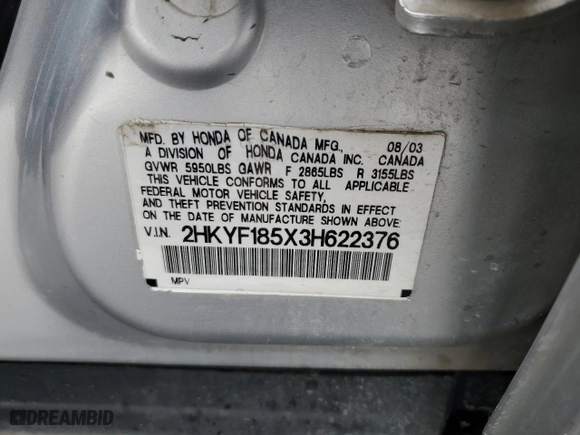 MFD. BY HONDA OF CANADA MFG., 08/03
A DIVISION OF HONDA CANADA INC. CANADA
GVWR 5950LBS GAWR F 2865LBS R 3155LBS
THIS VEHICLE CONFORMS TO ALL APPLICABLE
FEDERAL MOTOR VEHICLE SAFETY,
AND THEFT PREVENTION STANDARDS IN EFFECT
ON THE DATE OF MANUFACTURE SHOWN ABOVE.
V.I.N. 2HKYF185X3H622376
MPV
DREAMBID